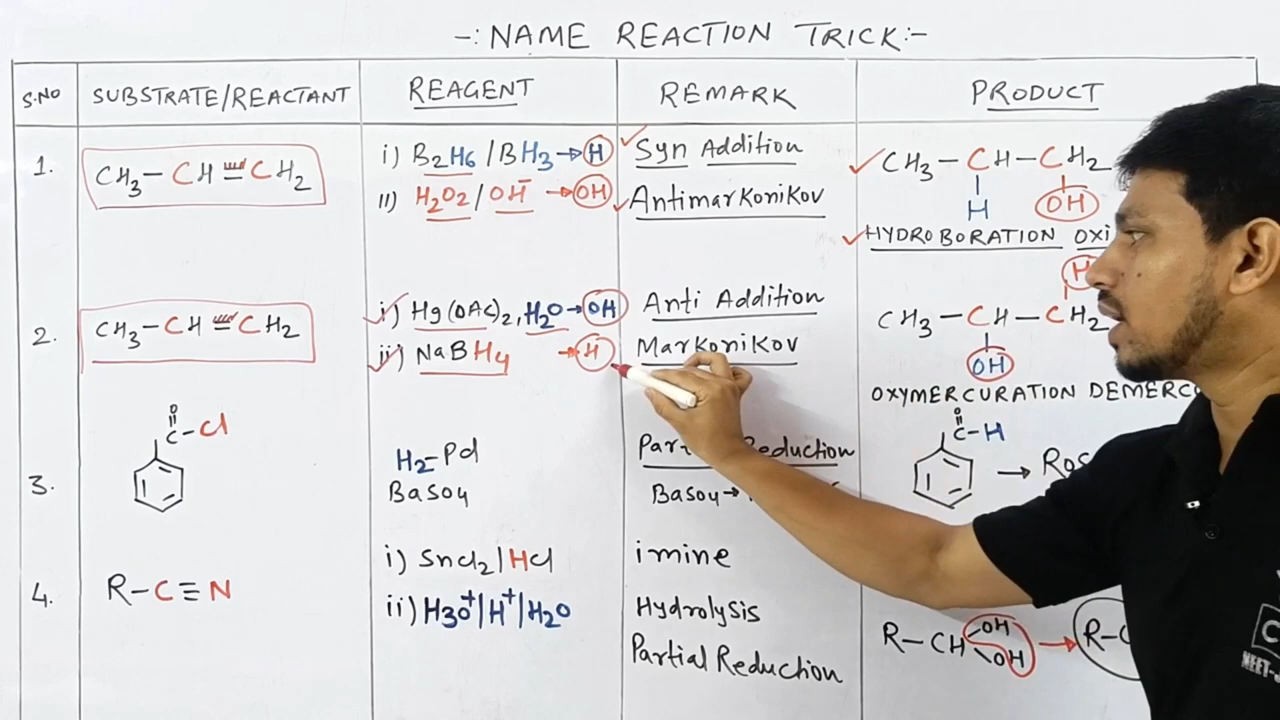 -: NAME REACTION TRICK:-
S.NO SUBSTRATE/REACTANT REAGENT REMARK PRODUCT
1. CH3-CH=CH2
i) B2H6/BH3→H
ii) H2O2/OH⁻ →OH
Syn Addition
Antimarkonikov
CH3-CH-CH2
H OH
HYDROBORATION OXI
2. CH3-CH=CH2
i) Hg(OAc)2, H2O→OH
ii) NaBH4 →H
Anti Addition
Markonikov
H
CH3-CH-CH2
OH
OXYMERCURATION DEMERC
3.
O
C-Cl
H2-Pd
BaSO4
Reduction
BaSO4→
O
C-H
→
4. R-C≡N
i) SnCl2/HCl
ii) H3O⁺/H⁺/H2O
imine
Hydrolysis
Partial Reduction
R-CH
OH
OH
→ R-